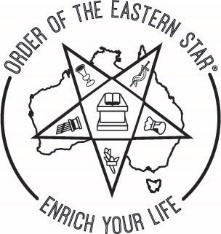 ORDER OF THE EASTERN STAR®
ENRICH YOUR LIFE